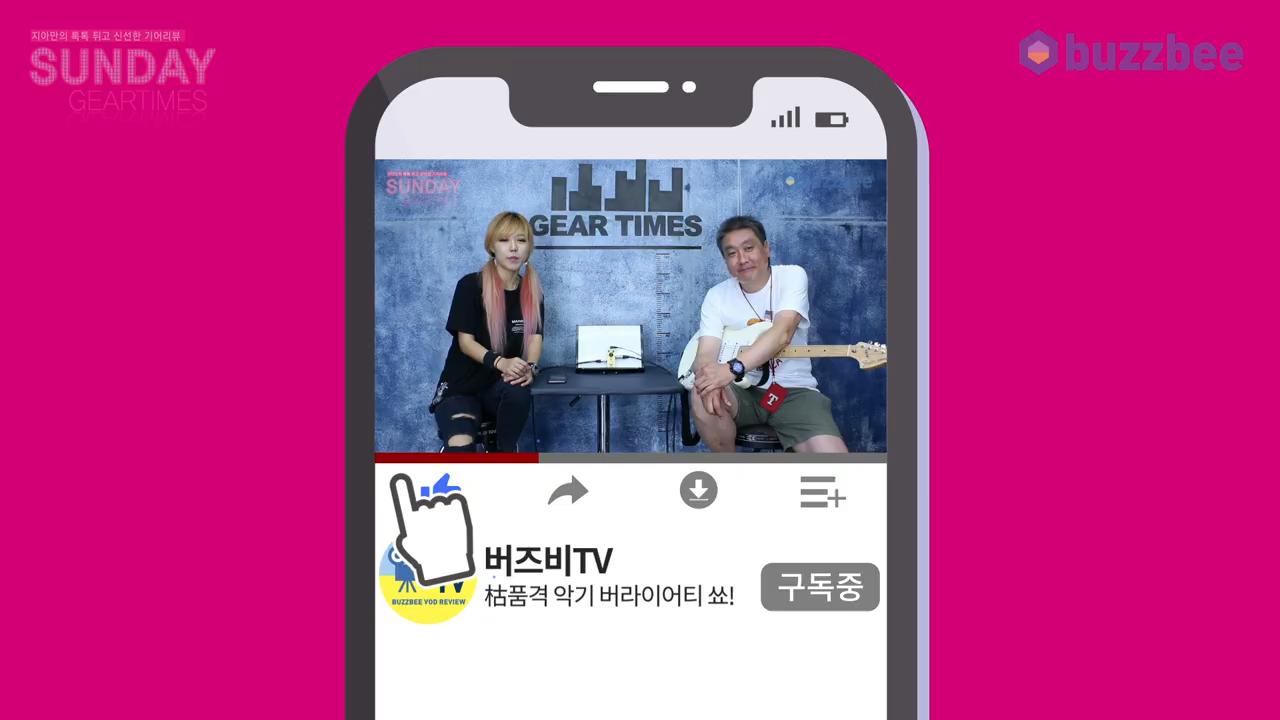 지아만의 톡톡 튀고 신선한 기어리뷰
SUNDAY
GEARTIMES
buzzbee
SUNDAY
GEAR TIMES
T
TV
BUZZBEE VOD REVIEW
버즈비TV
枯품격 악기 버라이어티 쑈!
구독중